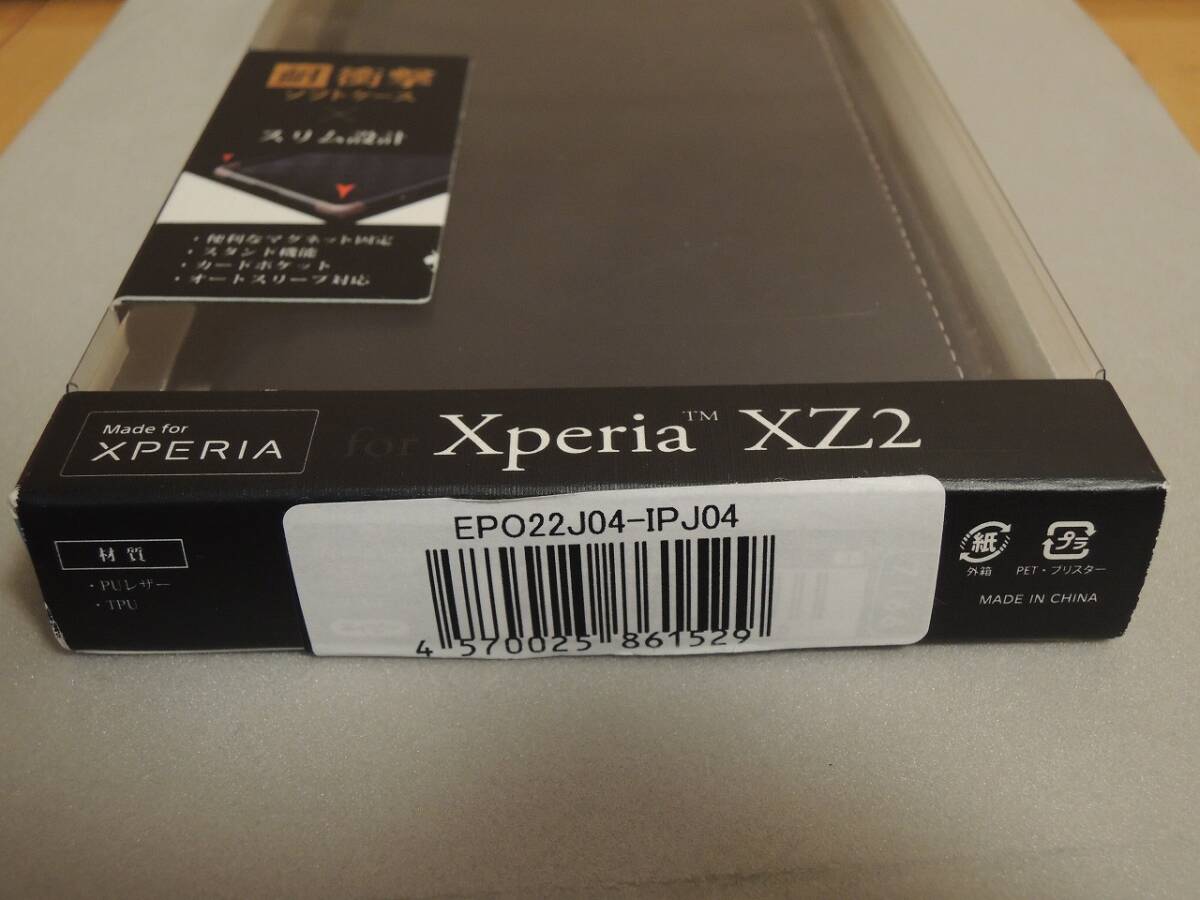 耐衝撃
ソフトケース
×
スリム設計
・便利なマグネット固定
・スタンド機能
・カードポケット
・オートスリープ対応
Made for
XPERIA
for Xperia™ XZ2
EPO22J04-IPJ04
4 570025 861529
材質
・PUレザー
・TPU
紙
外箱
プラ
PET・ブリスター
MADE IN CHINA